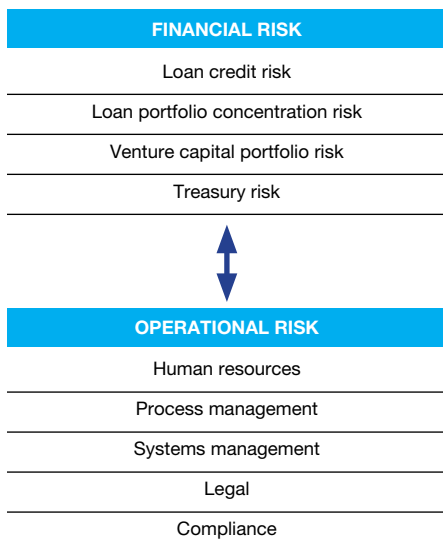 FINANCIAL RISK
Loan credit risk
Loan portfolio concentration risk
Venture capital portfolio risk
Treasury risk
OPERATIONAL RISK
Human resources
Process management
Systems management
Legal
Compliance